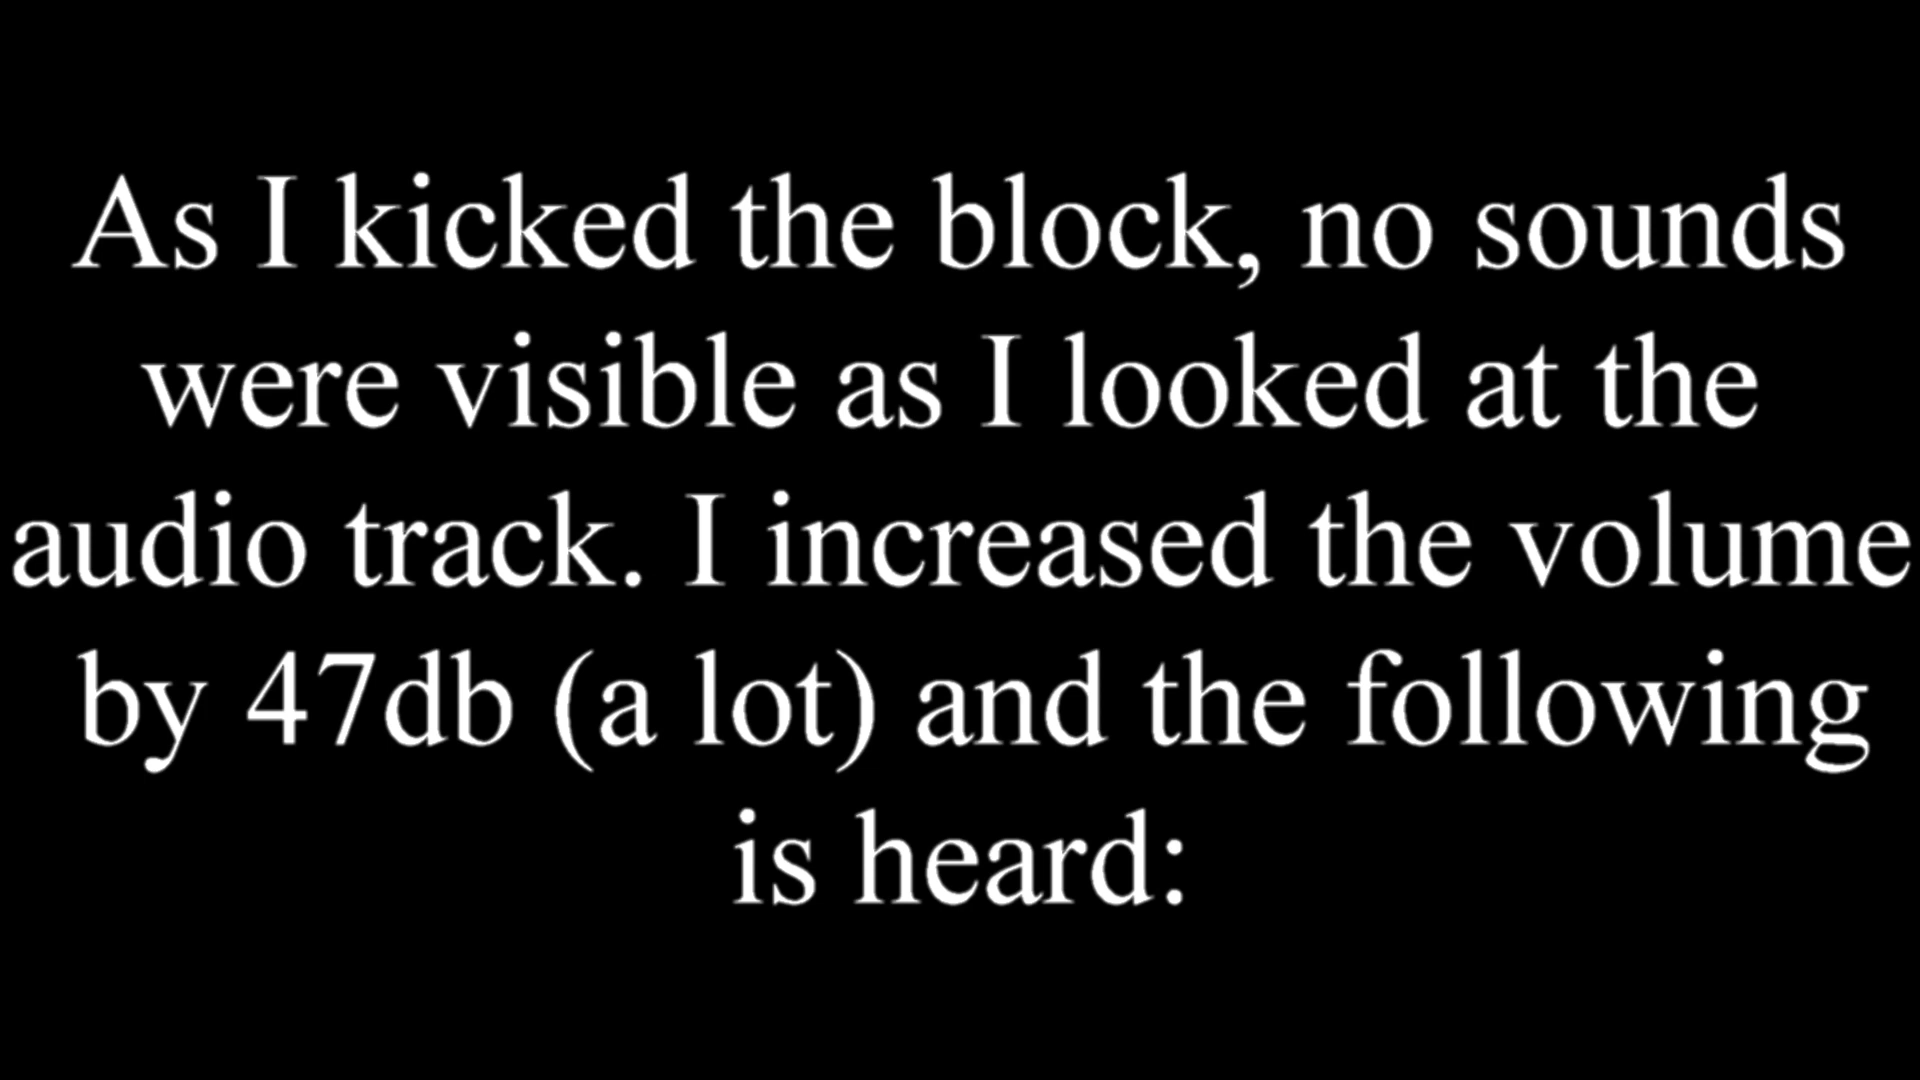 As I kicked the block, no sounds
were visible as I looked at the
audio track. I increased the volume
by 47db (a lot) and the following
is heard: